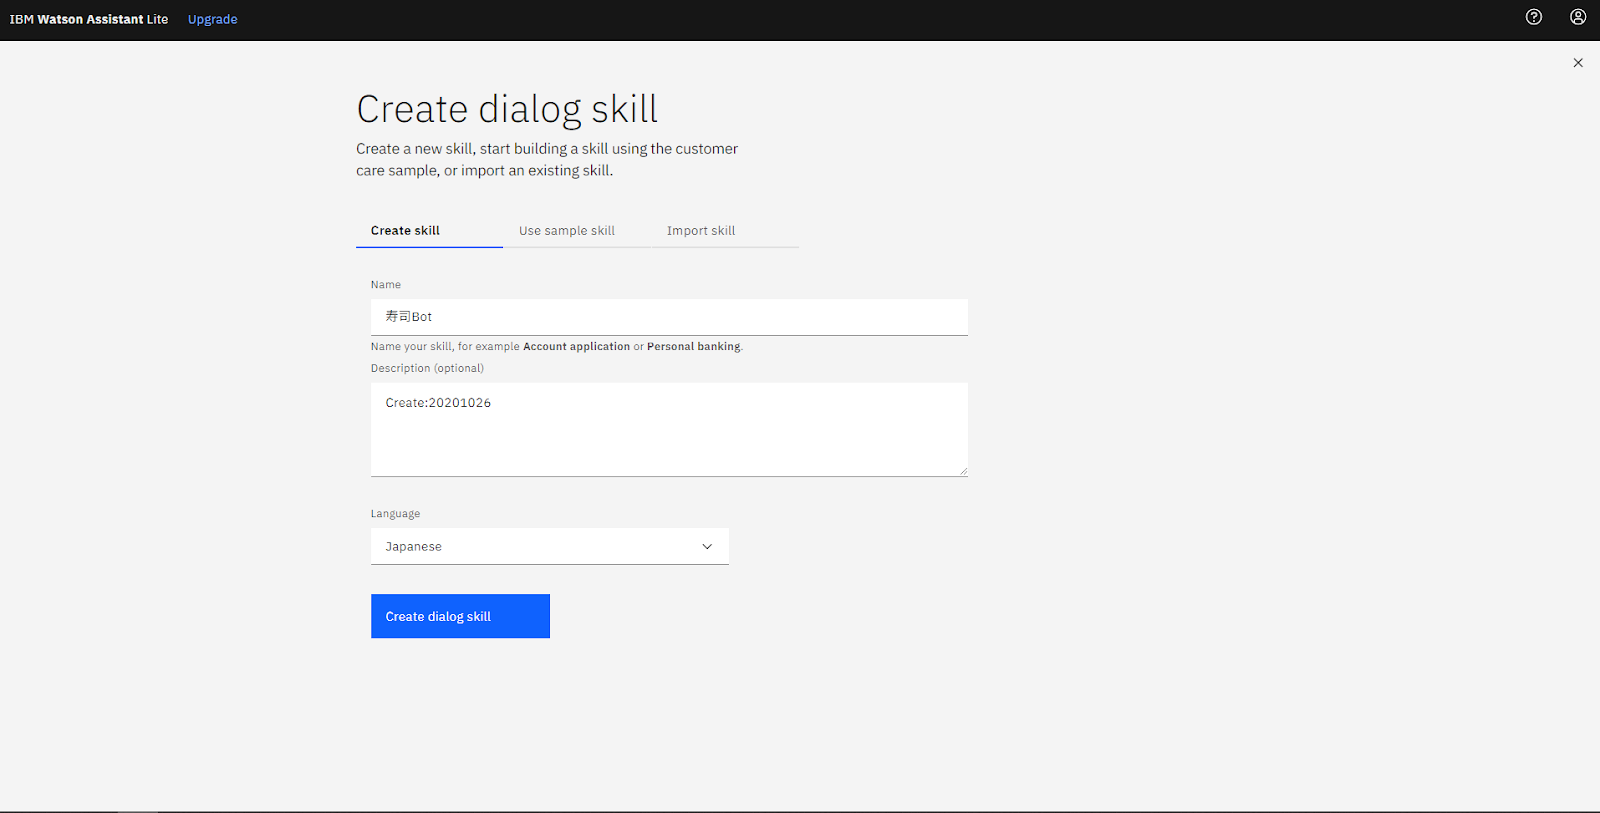 IBM Watson Assistant Lite Upgrade
Create dialog skill
Create a new skill, start building a skill using the customer
care sample, or import an existing skill.
Create skill Use sample skill Import skill
Name
寿司Bot
Name your skill, for example Account application or Personal banking.
Description (optional)
Create:20201026
Language
Japanese
Create dialog skill